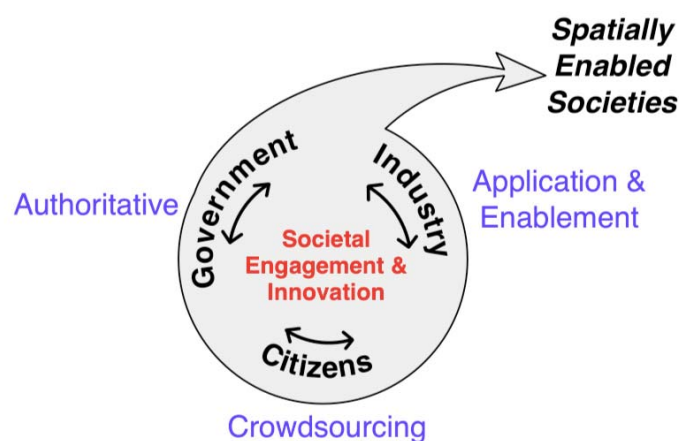 Spatially
Enabled
Societies
Government
Industry
Authoritative
Application &
Enablement
Societal
Engagement &
Innovation
Citizens
Crowdsourcing